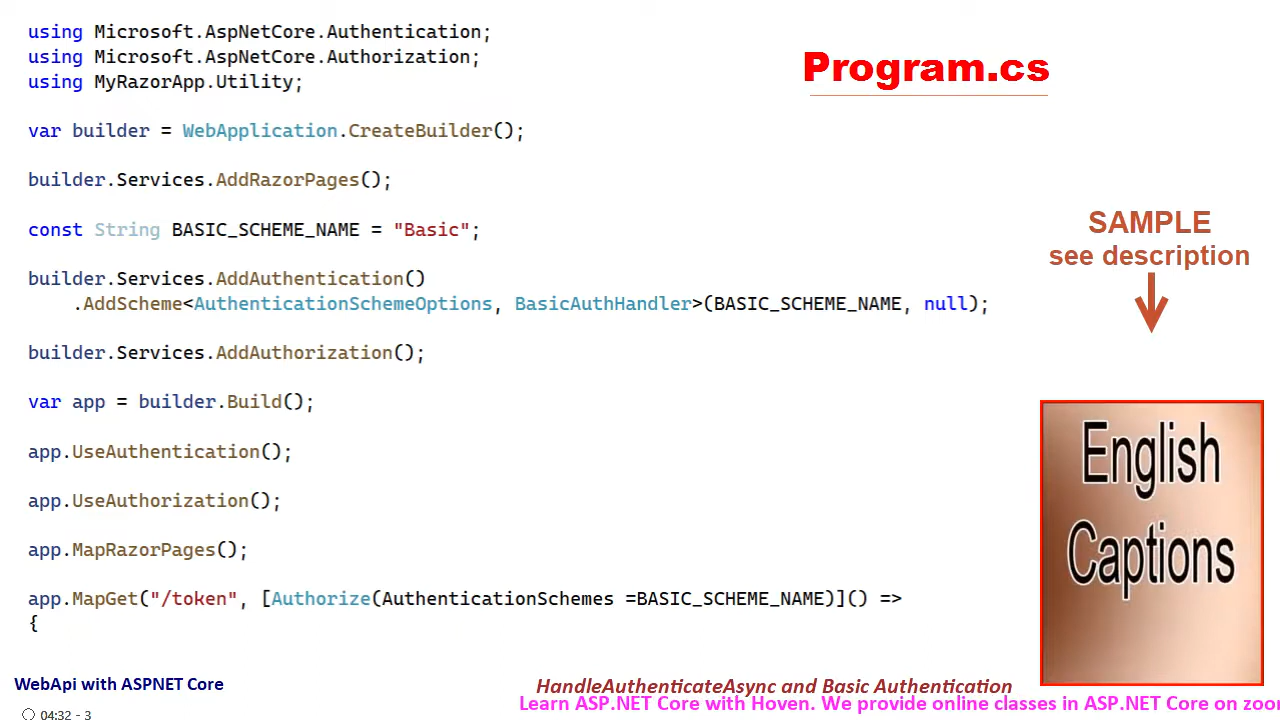 using Microsoft.AspNetCore.Authentication;
using Microsoft.AspNetCore.Authorization;
using MyRazorApp.Utility;
Program.cs
var builder = WebApplication.CreateBuilder();
builder.Services.AddRazorPages();
const String BASIC_SCHEME_NAME = "Basic";
SAMPLE
see description
builder.Services.AddAuthentication()
.AddScheme<AuthenticationSchemeOptions, BasicAuthHandler>(BASIC_SCHEME_NAME, null);
builder.Services.AddAuthorization();
var app = builder.Build();
app.UseAuthentication();
app.UseAuthorization();
app.MapRazorPages();
app.MapGet("/token", [Authorize(AuthenticationSchemes =BASIC_SCHEME_NAME)]() =>
{
English
Captions
WebApi with ASPNET Core
HandleAuthenticateAsync and Basic Authentication
Learn ASP.NET Core with Hoven. We provide online classes in ASP.NET Core on zoo
04:32 - 3